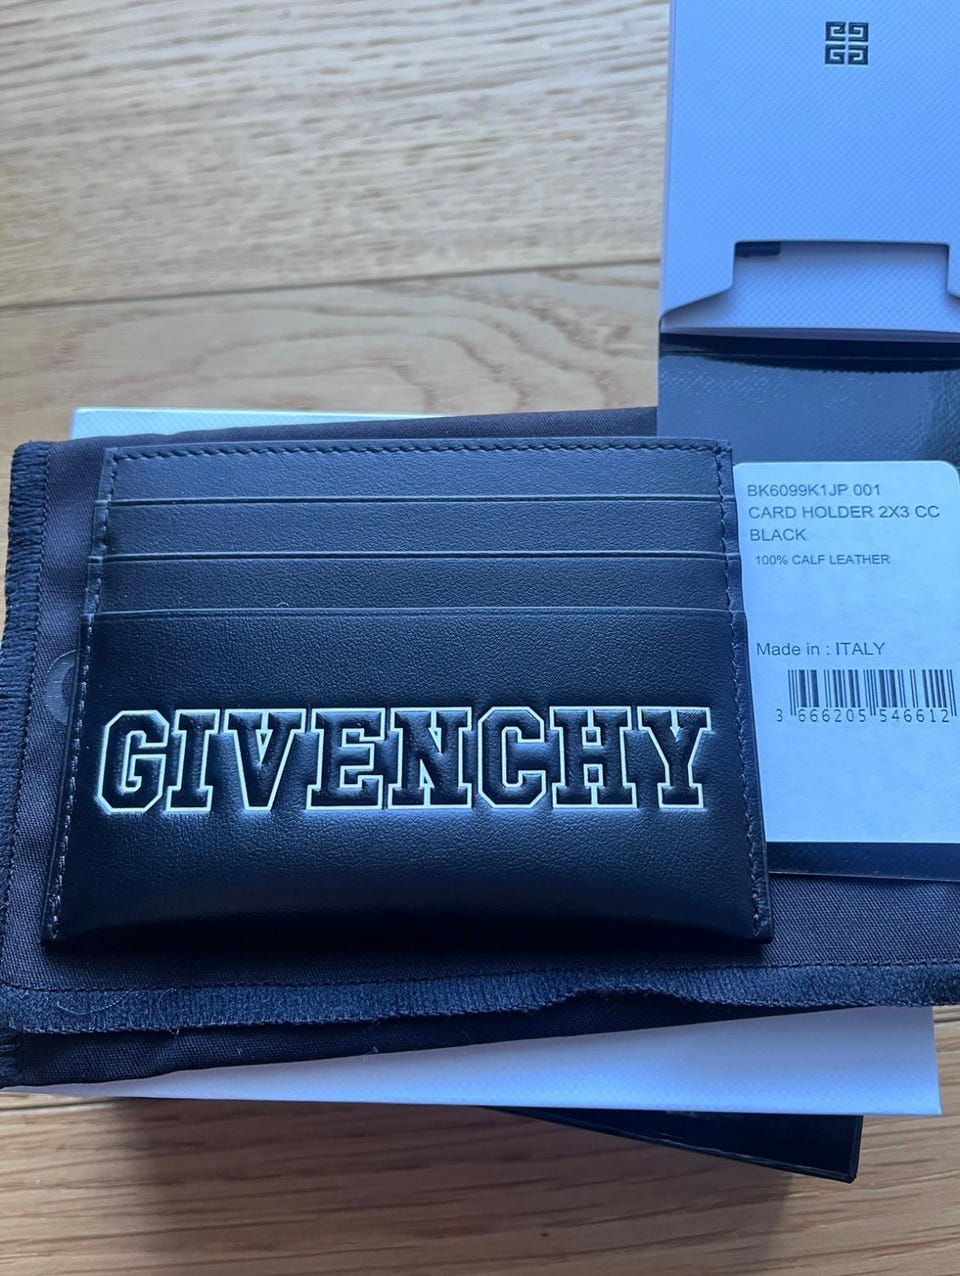 GIVENCHY
BK6099K1JP 001
CARD HOLDER 2X3 CC
BLACK
100% CALF LEATHER
Made in : ITALY
3 666205 546612